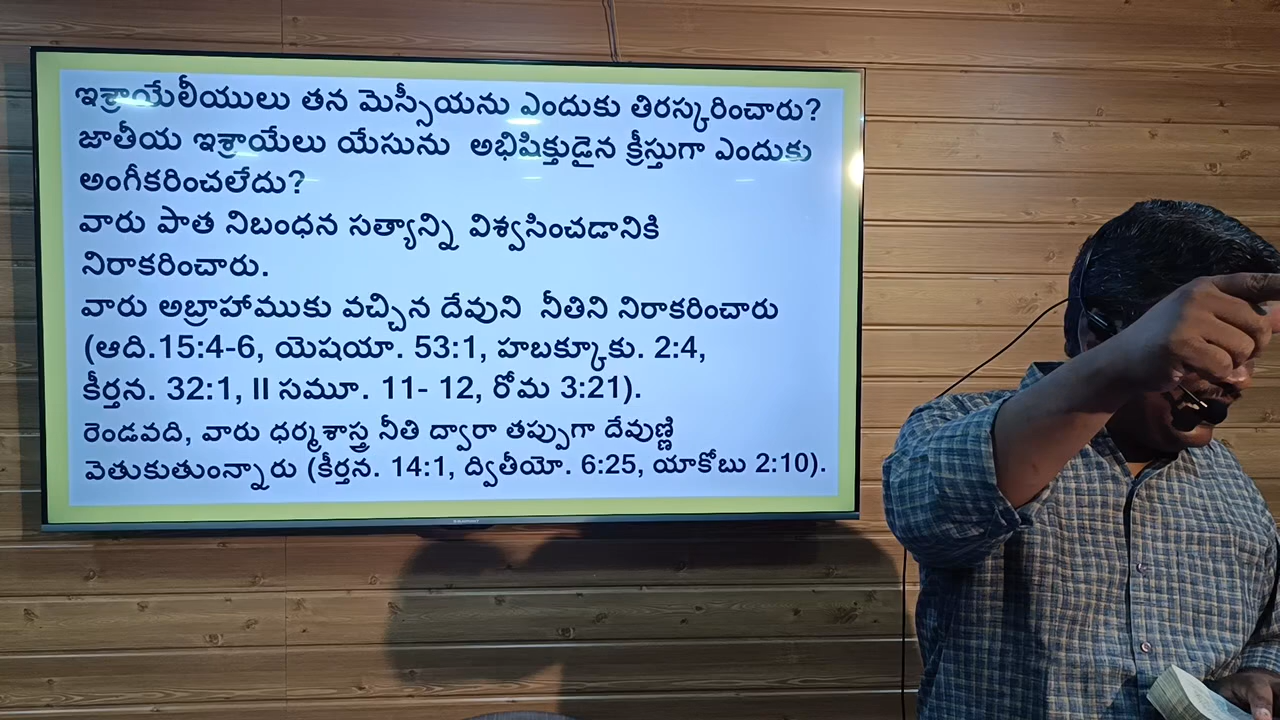 ఇశ్రాయేలీయులు తన మెస్సీయను ఎందుకు తిరస్కరించారు?
జాతీయ ఇశ్రాయేలు యేసును అభిషిక్తుడైన క్రీస్తుగా ఎందుకు
అంగీకరించలేదు?
వారు పాత నిబంధన సత్యాన్ని విశ్వసించడానికి
నిరాకరించారు.
వారు అబ్రాహాముకు వచ్చిన దేవుని నీతిని నిరాకరించారు
(ఆది.15:4-6, యెషయా. 53:1, హబక్కూకు. 2:4,
కీర్తన. 32:1, II సమూ. 11- 12, రోమ 3:21).
రెండవది, వారు ధర్మశాస్త్ర నీతి ద్వారా తప్పుగా దేవుణ్ణి
వెతుకుతుంన్నారు (కీర్తన. 14:1, ద్వితీయో. 6:25, యాకోబు 2:10).
BLAUPUNKT